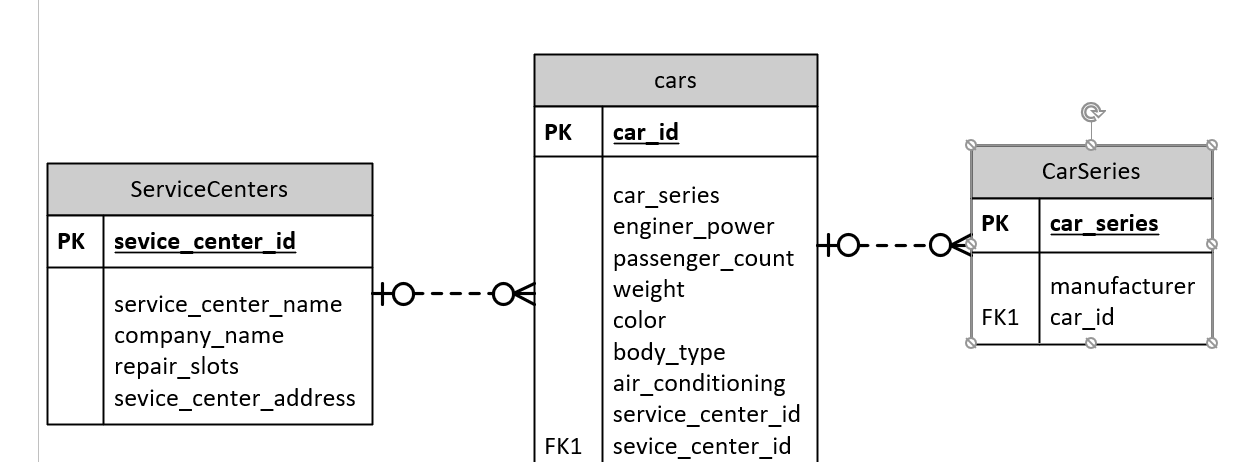 ServiceCenters
PK sevice_center_id
service_center_name
company_name
repair_slots
sevice_center_address
cars
PK car_id
car_series
enginer_power
passenger_count
weight
color
body_type
air_conditioning
service_center_id
FK1 sevice_center_id
CarSeries
PK car_series
manufacturer
FK1 car_id